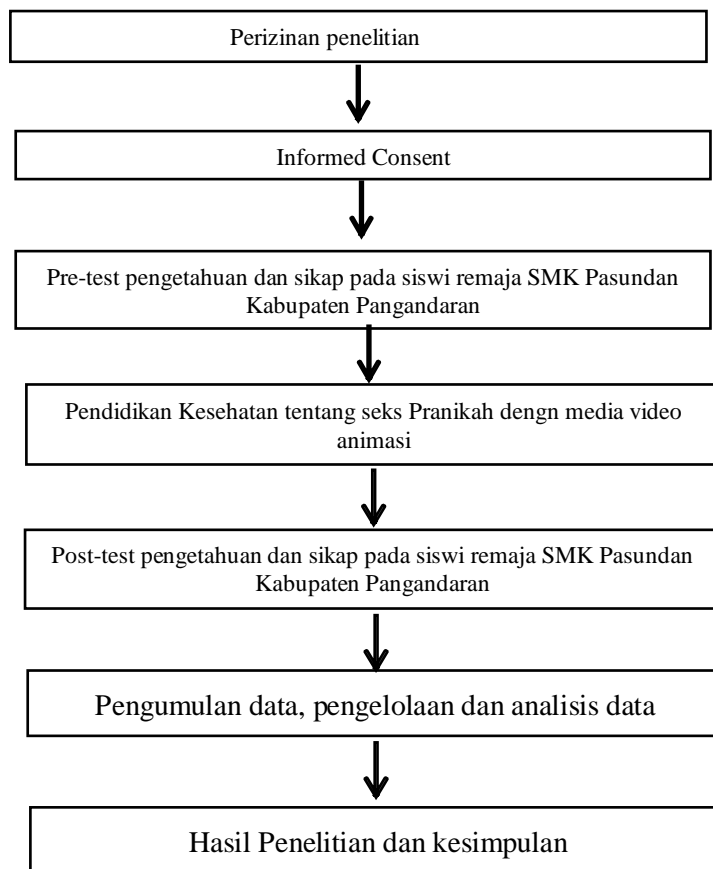 Perizinan penelitian
Informed Consent
Pre-test pengetahuan dan sikap pada siswi remaja SMK Pasundan
Kabupaten Pangandaran
Pendidikan Kesehatan tentang seks Pranikah dengn media video
animasi
Post-test pengetahuan dan sikap pada siswi remaja SMK Pasundan
Kabupaten Pangandaran
Pengumulan data, pengelolaan dan analisis data
Hasil Penelitian dan kesimpulan